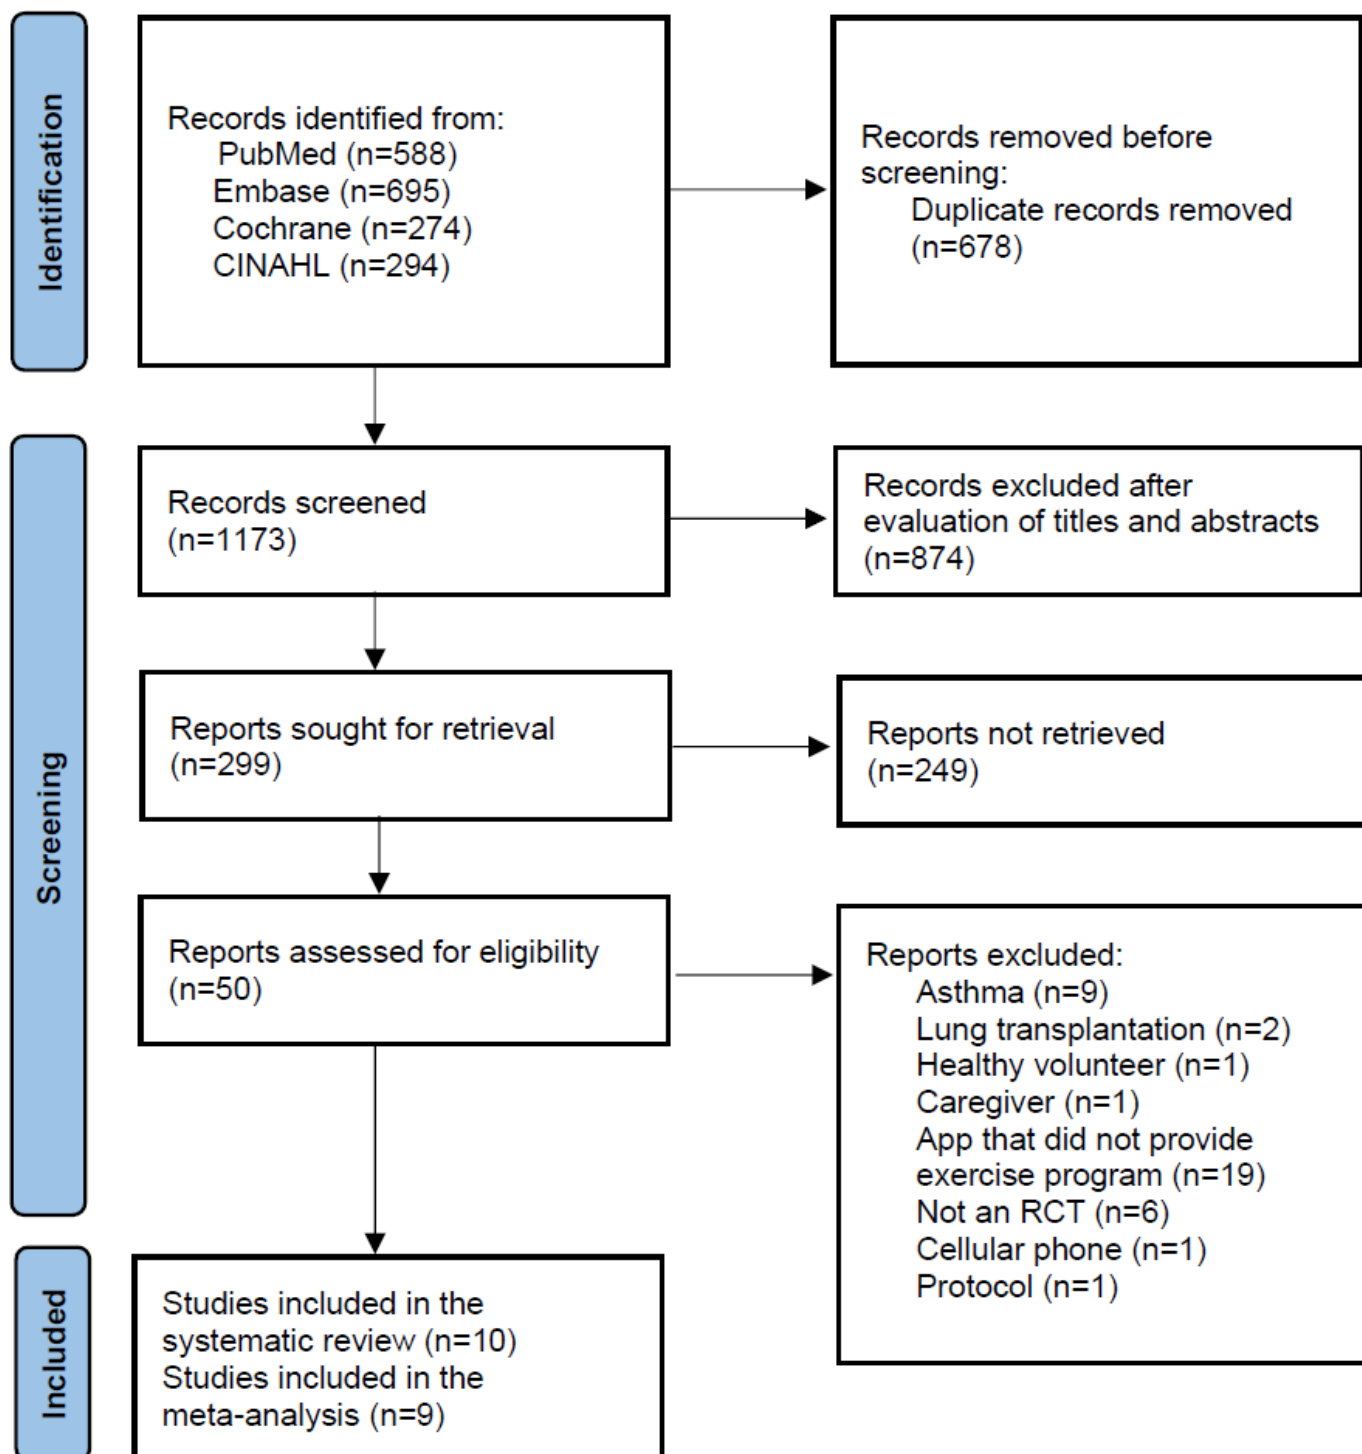 Identification
Records identified from:
PubMed (n=588)
Embase (n=695)
Cochrane (n=274)
CINAHL (n=294)
Records removed before
screening:
Duplicate records removed
(n=678)
Screening
Records screened
(n=1173)
Records excluded after
evaluation of titles and abstracts
(n=874)
Reports sought for retrieval
(n=299)
Reports not retrieved
(n=249)
Reports assessed for eligibility
(n=50)
Reports excluded:
Asthma (n=9)
Lung transplantation (n=2)
Healthy volunteer (n=1)
Caregiver (n=1)
App that did not provide
exercise program (n=19)
Not an RCT (n=6)
Cellular phone (n=1)
Protocol (n=1)
Included
Studies included in the
systematic review (n=10)
Studies included in the
meta-analysis (n=9)